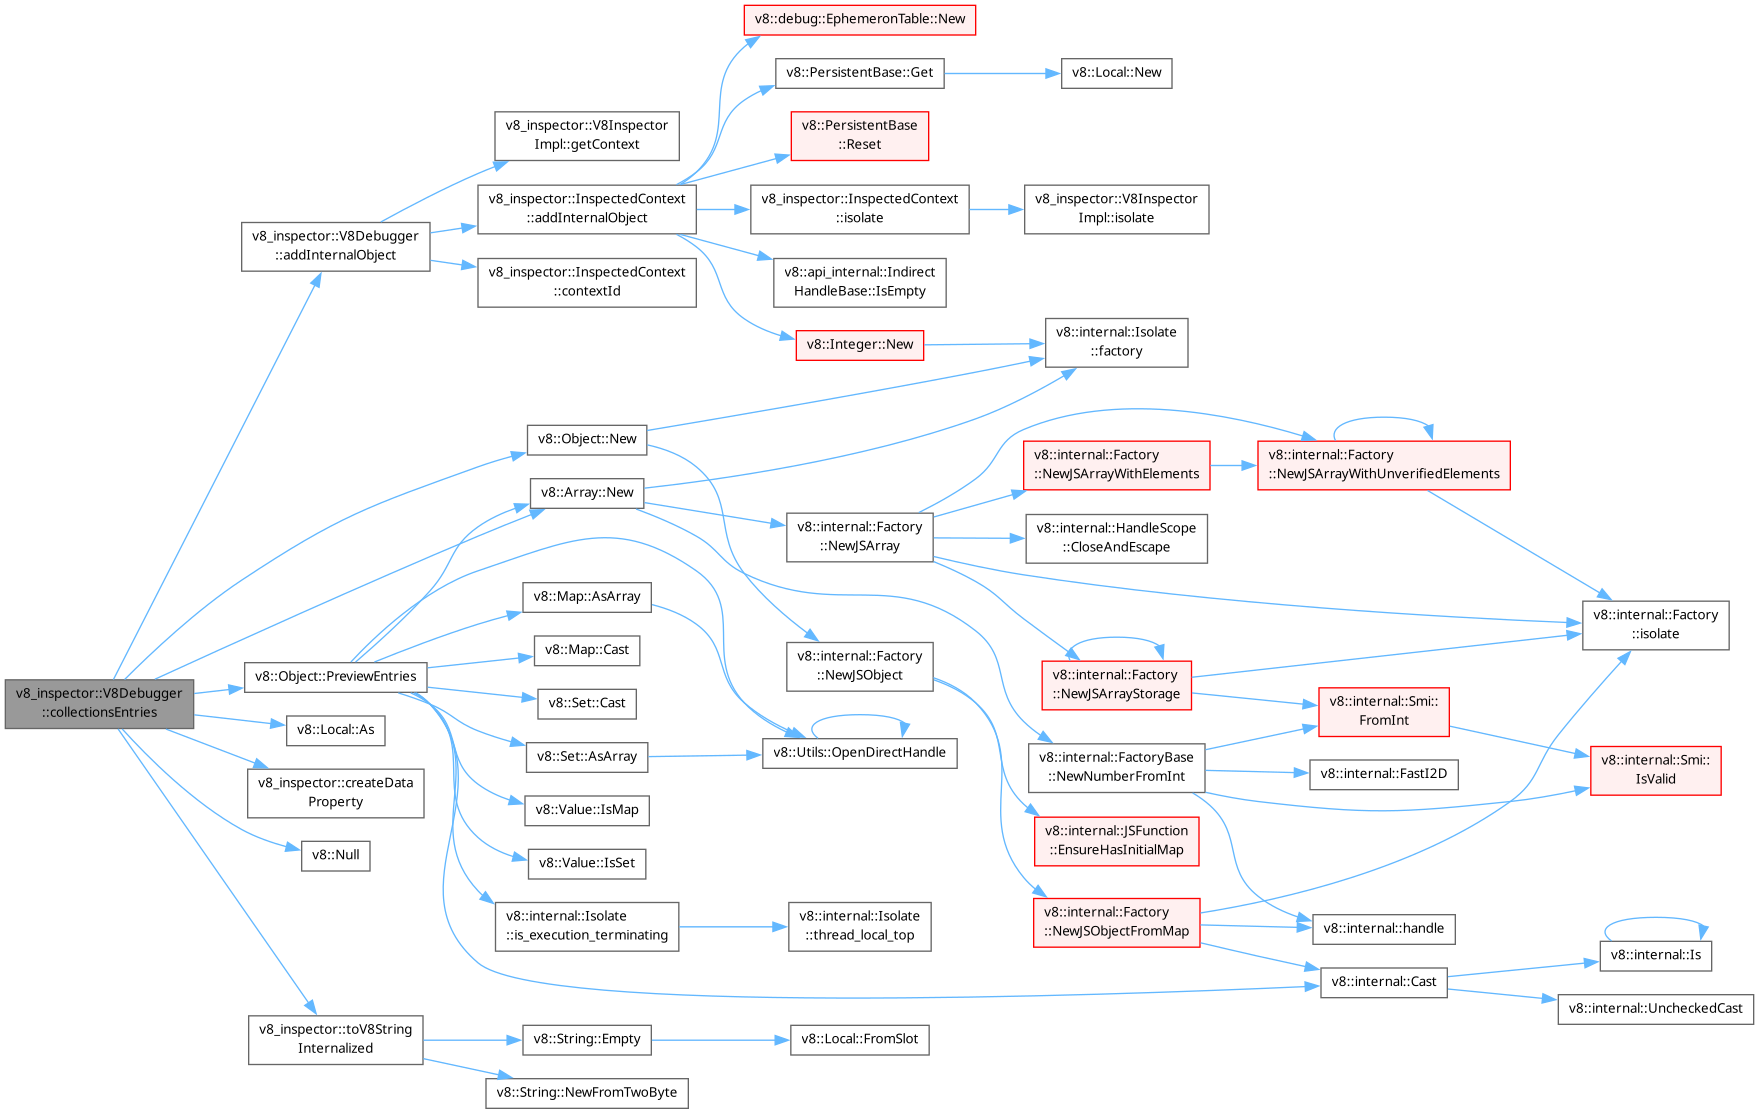 v8_inspector::V8Debugger
::collectionsEntries
v8_inspector::V8Debugger
::addInternalObject
v8_inspector::V8Inspector
Impl::getContext
v8_inspector::InspectedContext
::addInternalObject
v8::debug::EphemeronTable::New
v8::PersistentBase::Get
v8::Local::New
v8::PersistentBase
::Reset
v8_inspector::InspectedContext
::isolate
v8_inspector::V8Inspector
Impl::isolate
v8::api_internal::Indirect
HandleBase::IsEmpty
v8::Integer::New
v8::internal::Isolate
::factory
v8_inspector::InspectedContext
::contextId
v8::Object::New
v8::Array::New
v8::internal::Factory
::NewJSArray
v8::internal::Factory
::NewJSArrayWithElements
v8::internal::Factory
::NewJSArrayWithUnverifiedElements
v8::internal::HandleScope
::CloseAndEscape
v8::internal::Factory
::isolate
v8::internal::Factory
::NewJSArrayStorage
v8::internal::Smi::
FromInt
v8::internal::Smi::
IsValid
v8::internal::Factory
::NewJSObject
v8::internal::FactoryBase
::NewNumberFromInt
v8::internal::FastI2D
v8::internal::JSFunction
::EnsureHasInitialMap
v8::internal::Factory
::NewJSObjectFromMap
v8::internal::handle
v8::internal::Cast
v8::internal::Is
v8::internal::UncheckedCast
v8::Object::PreviewEntries
v8::Map::AsArray
v8::Map::Cast
v8::Set::Cast
v8::Set::AsArray
v8::Utils::OpenDirectHandle
v8::Value::IsMap
v8::Value::IsSet
v8::internal::Isolate
::is_execution_terminating
v8::internal::Isolate
::thread_local_top
v8::Local::As
v8_inspector::createData
Property
v8::Null
v8_inspector::toV8String
Internalized
v8::String::Empty
v8::Local::FromSlot
v8::String::NewFromTwoByte